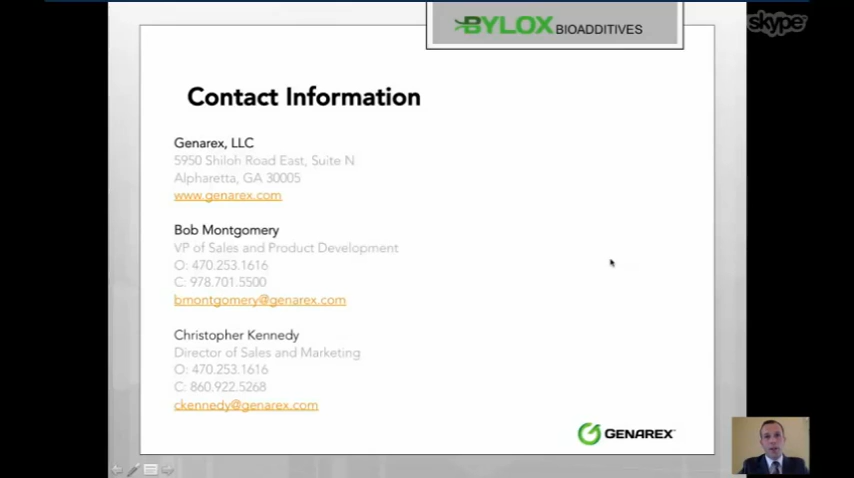 BYLOX BIOADDITIVES
skype
Contact Information
Genarex, LLC
5950 Shiloh Road East, Suite N
Alpharetta, GA 30005
www.genarex.com
Bob Montgomery
VP of Sales and Product Development
O: 470.253.1616
C: 978.701.5500
bmontgomery@genarex.com
Christopher Kennedy
Director of Sales and Marketing
O: 470.253.1616
C: 860.922.5268
ckennedy@genarex.com
GENAREX